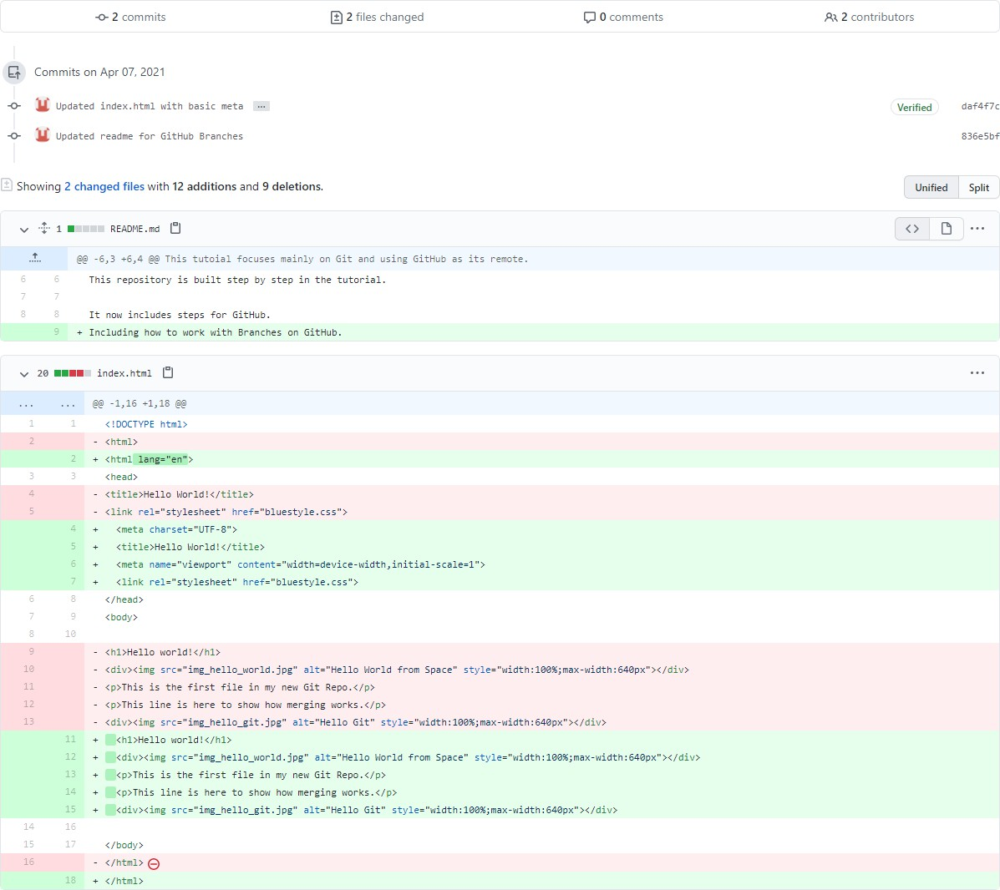 2 commits 2 files changed 0 comments 2 contributors
Commits on Apr 07, 2021
Updated index.html with basic meta ... Verified daf4f7c
Updated readme for GitHub Branches 836e5bf
Showing 2 changed files with 12 additions and 9 deletions. Unified Split
1 README.md
@@ -6,3 +6,4 @@ This tutoial focuses mainly on Git and using GitHub as its remote.
6 6 This repository is built step by step in the tutorial.
7 7
8 8 It now includes steps for GitHub.
9 + Including how to work with Branches on GitHub.
20 index.html
... ... @@ -1,16 +1,18 @@
1 1 <!DOCTYPE html>
2 - <html>
2 + <html lang="en">
3 3 <head>
4 - <title>Hello World!</title>
5 - <link rel="stylesheet" href="bluestyle.css">
4 + <meta charset="UTF-8">
5 + <title>Hello World!</title>
6 + <meta name="viewport" content="width=device-width,initial-scale=1">
7 + <link rel="stylesheet" href="bluestyle.css">
6 8 </head>
7 9 <body>
8 10
9 - <h1>Hello world!</h1>
10 - <div><img src="img_hello_world.jpg" alt="Hello World from Space" style="width:100%;max-width:640px"></div>
11 - <p>This is the first file in my new Git Repo.</p>
12 - <p>This line is here to show how merging works.</p>
13 - <div><img src="img_hello_git.jpg" alt="Hello Git" style="width:100%;max-width:640px"></div>
11 + <h1>Hello world!</h1>
12 + <div><img src="img_hello_world.jpg" alt="Hello World from Space" style="width:100%;max-width:640px"></div>
13 + <p>This is the first file in my new Git Repo.</p>
14 + <p>This line is here to show how merging works.</p>
15 + <div><img src="img_hello_git.jpg" alt="Hello Git" style="width:100%;max-width:640px"></div>
14 16
15 17 </body>
16 - </html>
18 + </html>